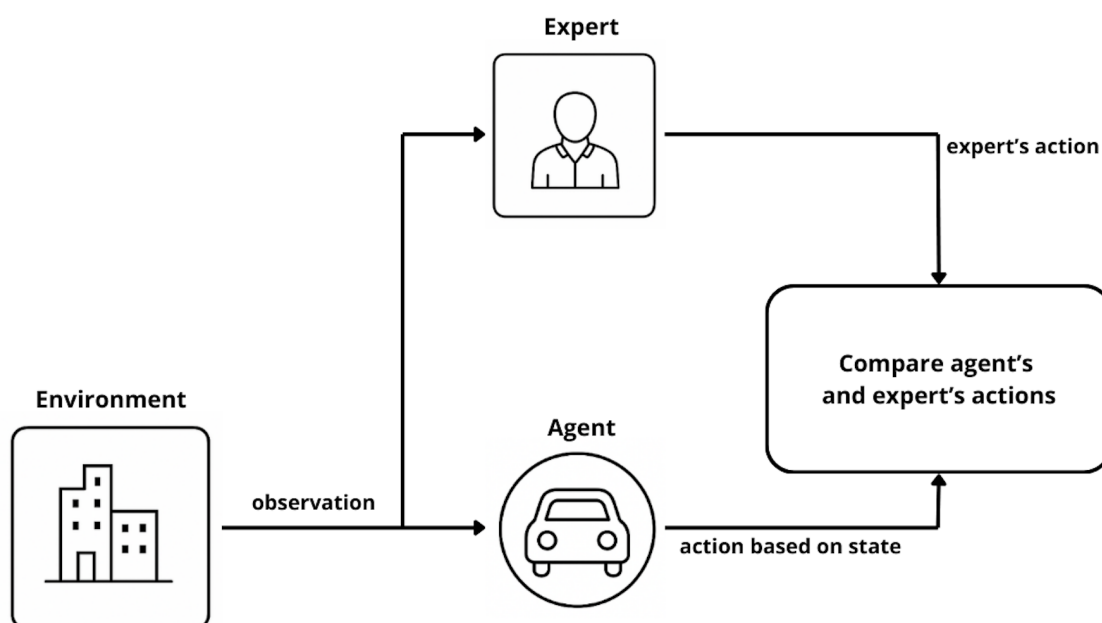 Expert
expert’s action
Compare agent’s
and expert’s actions
Environment
Agent
observation
action based on state